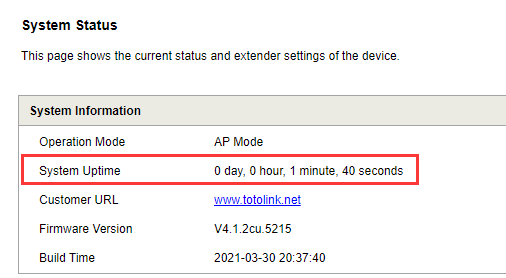 System Status
This page shows the current status and extender settings of the device.
System Information
Operation Mode AP Mode
System Uptime 0 day, 0 hour, 1 minute, 40 seconds
Customer URL www.totolink.net
Firmware Version V4.1.2cu.5215
Build Time 2021-03-30 20:37:40